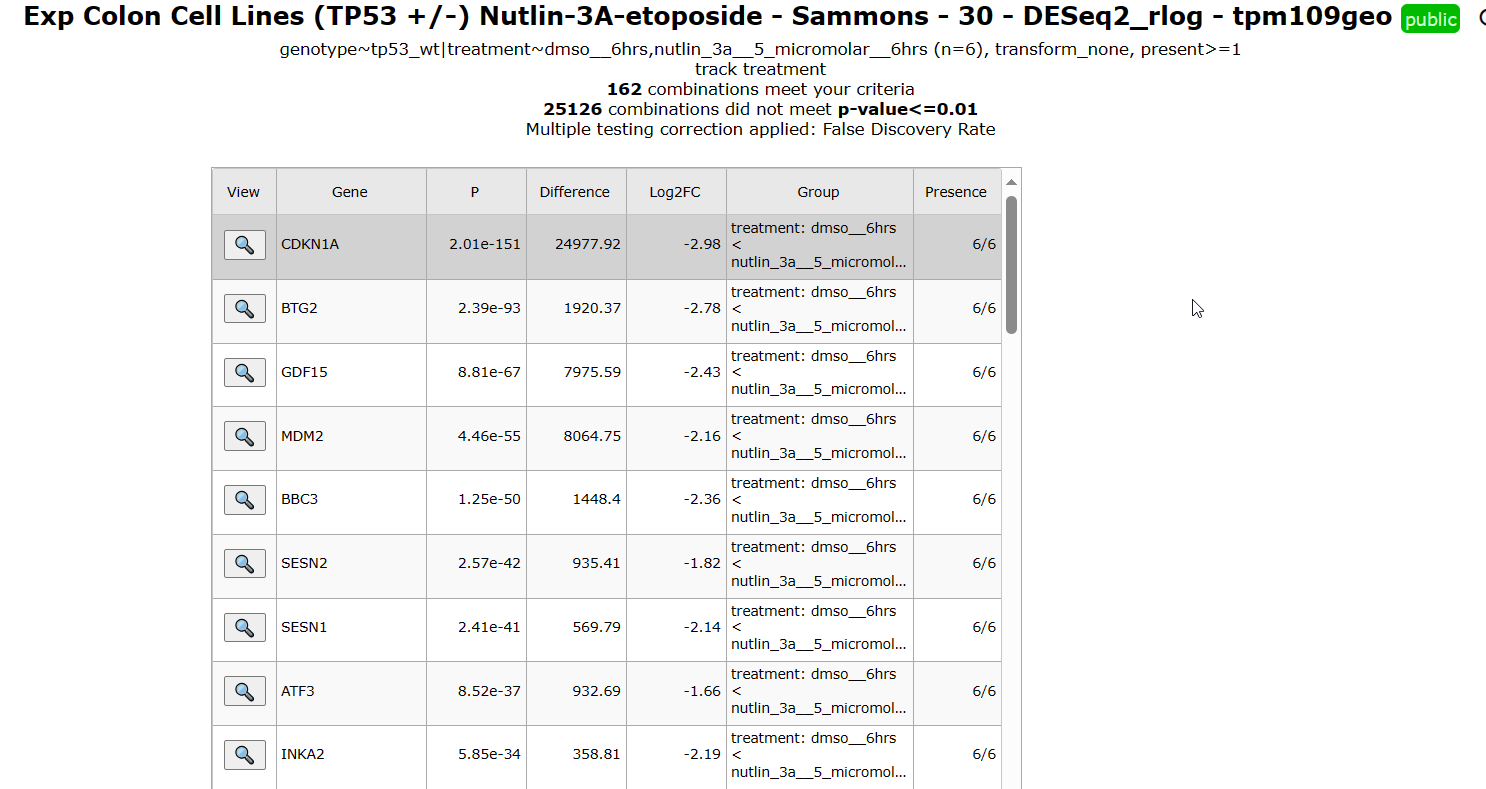 Exp Colon Cell Lines (TP53 +/-) Nutlin-3A-etoposide - Sammons - 30 - DESeq2_rlog - tpm109geo public
genotype~tp53_wt|treatment~dmso__6hrs,nutlin_3a__5_micromolar__6hrs (n=6), transform_none, present>=1
track treatment
162 combinations meet your criteria
25126 combinations did not meet p-value<=0.01
Multiple testing correction applied: False Discovery Rate
View Gene P Difference Log2FC Group Presence
CDKN1A 2.01e-151 24977.92 -2.98 treatment: dmso__6hrs
<
nutlin_3a__5_micromol... 6/6
BTG2 2.39e-93 1920.37 -2.78 treatment: dmso__6hrs
<
nutlin_3a__5_micromol... 6/6
GDF15 8.81e-67 7975.59 -2.43 treatment: dmso__6hrs
<
nutlin_3a__5_micromol... 6/6
MDM2 4.46e-55 8064.75 -2.16 treatment: dmso__6hrs
<
nutlin_3a__5_micromol... 6/6
BBC3 1.25e-50 1448.4 -2.36 treatment: dmso__6hrs
<
nutlin_3a__5_micromol... 6/6
SESN2 2.57e-42 935.41 -1.82 treatment: dmso__6hrs
<
nutlin_3a__5_micromol... 6/6
SESN1 2.41e-41 569.79 -2.14 treatment: dmso__6hrs
<
nutlin_3a__5_micromol... 6/6
ATF3 8.52e-37 932.69 -1.66 treatment: dmso__6hrs
<
nutlin_3a__5_micromol... 6/6
INKA2 5.85e-34 358.81 -2.19 treatment: dmso__6hrs
<
nutlin_3a__5_micromol... 6/6